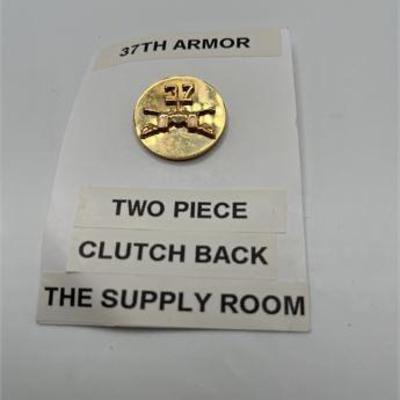 37TH ARMOR
37
TWO PIECE
CLUTCH BACK
THE SUPPLY ROOM